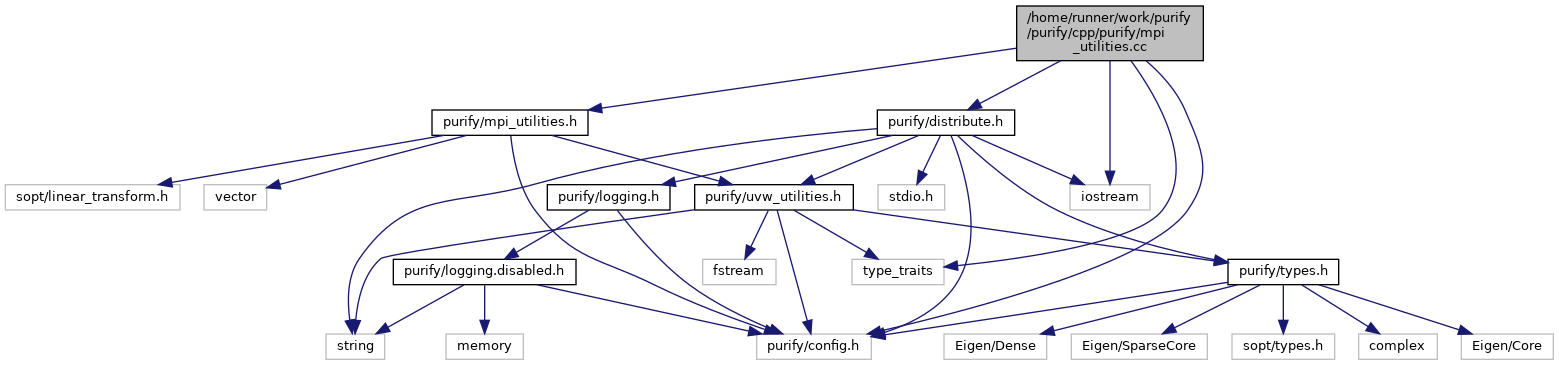 /home/runner/work/purify
/purify/cpp/purify/mpi
_utilities.cc
purify/mpi_utilities.h
purify/distribute.h
sopt/linear_transform.h
vector
purify/logging.h
purify/uvw_utilities.h
stdio.h
iostream
purify/logging.disabled.h
fstream
type_traits
purify/types.h
string
memory
purify/config.h
Eigen/Dense
Eigen/SparseCore
sopt/types.h
complex
Eigen/Core